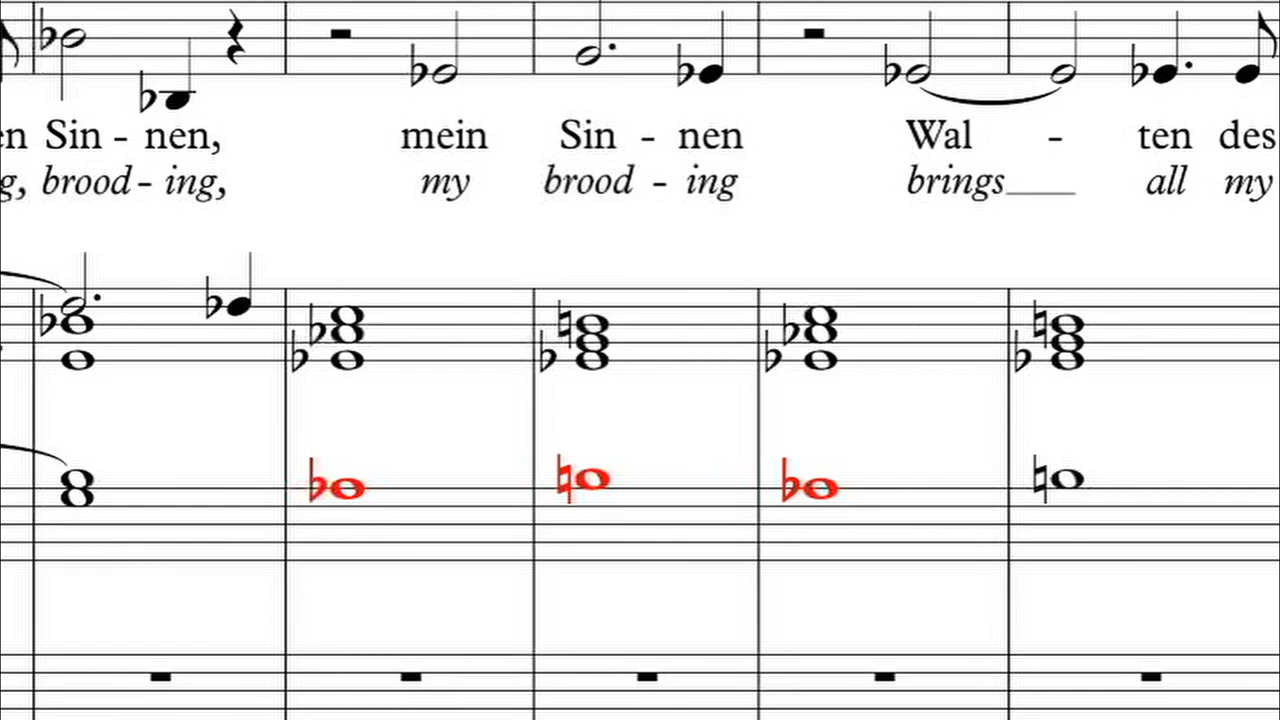 en Sin - nen, mein Sin - nen Wal - ten des
g, brood - ing, my brood - ing brings all my